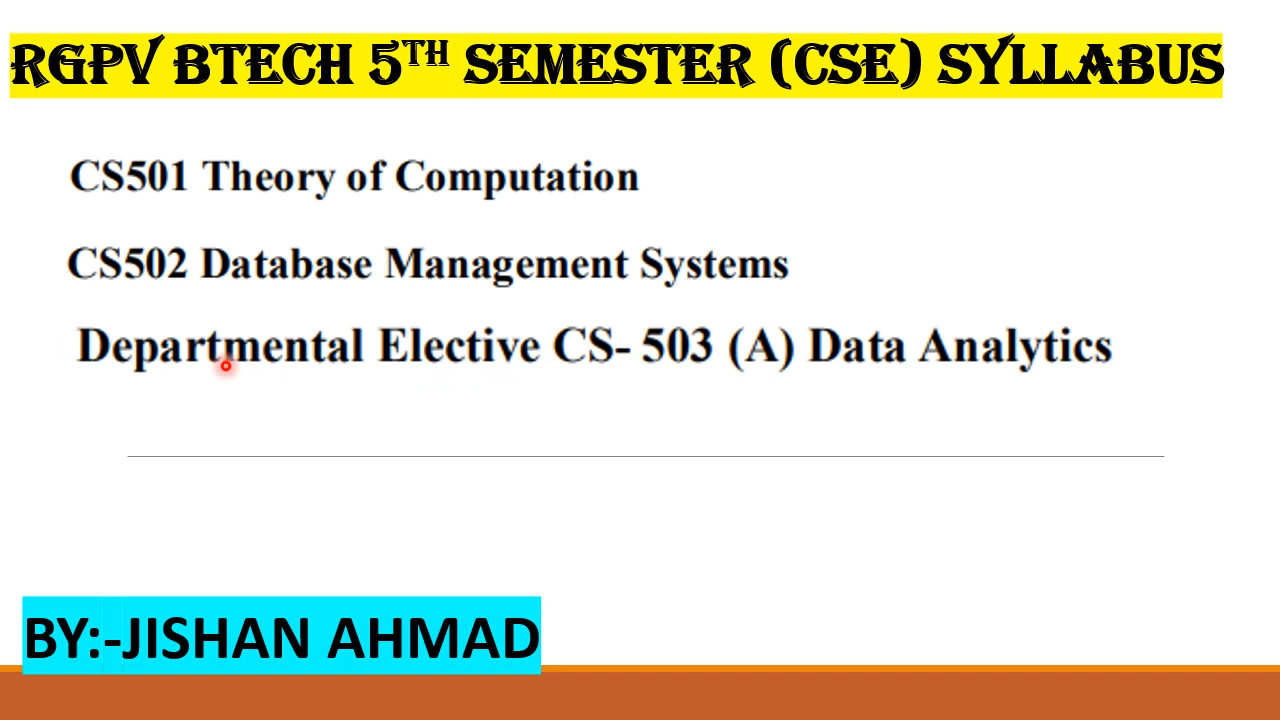 RGPV BTECH 5TH SEMESTER (CSE) SYLLABUS
CS501 Theory of Computation
CS502 Database Management Systems
Departmental Elective CS- 503 (A) Data Analytics
BY:-JISHAN AHMAD